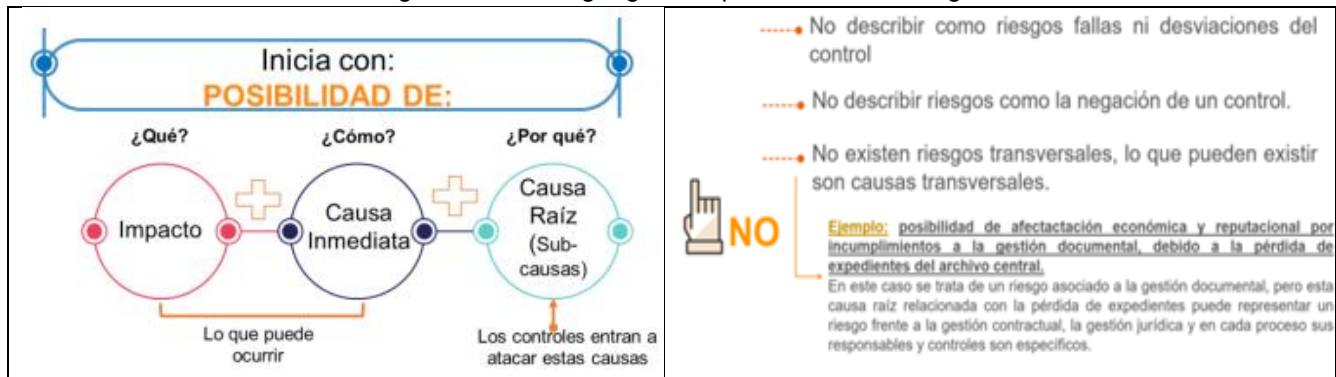 Inicia con:
POSIBILIDAD DE:
¿Qué?
¿Cómo?
¿Por qué?
Impacto
Causa
Inmediata
Causa
Raíz
(Sub-
causas)
Lo que puede
ocurrir
Los controles entran a
atacar estas causas
No describir como riesgos fallas ni desviaciones del
control
No describir riesgos como la negación de un control.
No existen riesgos transversales, lo que pueden existir
son causas transversales.
NO
Ejemplo: posibilidad de afectactación económica y reputacional por
incumplimientos a la gestión documental, debido a la pérdida de
expedientes del archivo central.
En este caso se trata de un riesgo asociado a la gestión documental, pero esta
causa raíz relacionada con la pérdida de expedientes puede representar un
riesgo frente a la gestión contractual, la gestión jurídica y en cada proceso sus
responsables y controles son específicos.